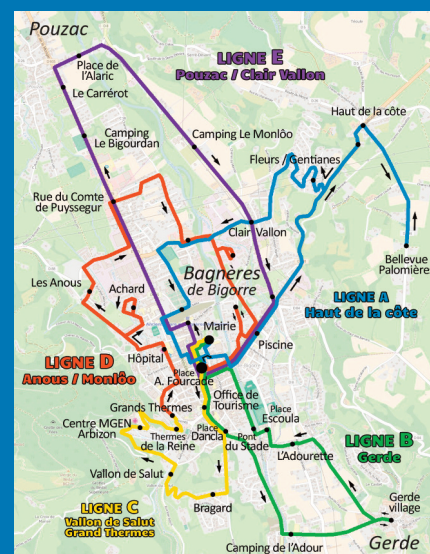 Pouzac
LIGNE E
Pouzac / Clair Vallon
Place de
l'Alaric
Le Carrérot
Haut de la côte
Camping
Le Bigourdan
Camping Le Monlôo
Fleurs / Gentianes
Rue du Comte
de Puyssegur
Clair Vallon
Bellevue
Palomière
Bagnères
de Bigorre
Les Anous
Achard
LIGNE A
Haut de la côte
Mairie
Piscine
LIGNE D
Anous / Monlôo
Hôpital
Place
A. Fourcade
Office de
Tourisme
Grands Thermes
Place
Escoula
Centre MGEN
Arbizon
Thermes
de la Reine
Place
Dancla
Pont
du Stade
LIGNE B
Gerde
L'Adourette
Vallon de Salut
Gerde
village
LIGNE C
Vallon de Salut
Grand Thermes
Bragard
Camping de l'Adour
Gerde